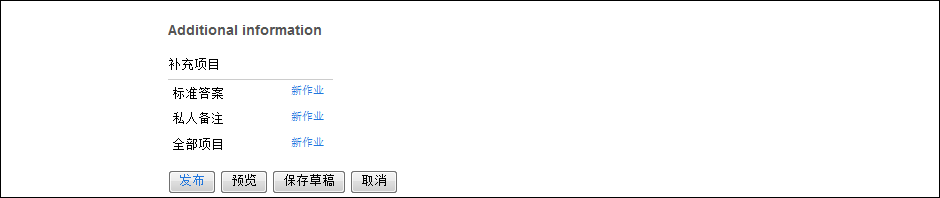 Additional information
补充项目
标准答案 新作业
私人备注 新作业
全部项目 新作业
发布 预览 保存草稿 取消